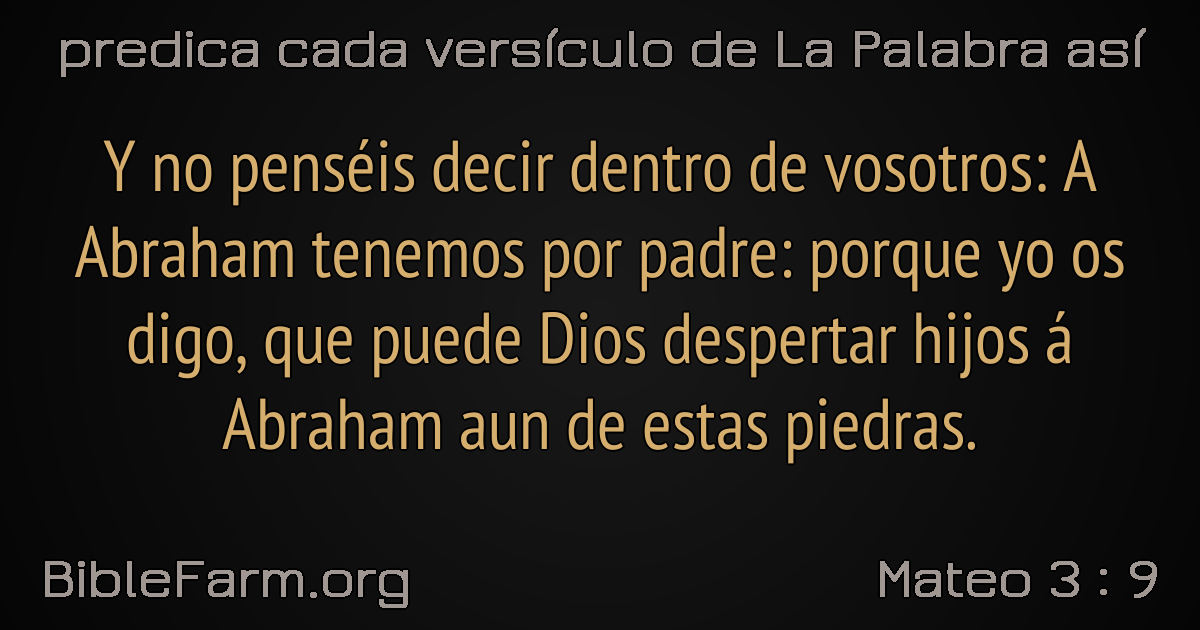 predica cada versículo de La Palabra así
Y no penséis decir dentro de vosotros: A
Abraham tenemos por padre: porque yo os
digo, que puede Dios despertar hijos á
Abraham aun de estas piedras.
BibleFarm.org
Mateo 3 : 9